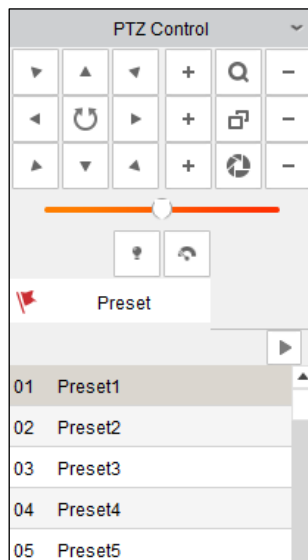 PTZ Control
Preset
01 Preset1
02 Preset2
03 Preset3
04 Preset4
05 Preset5